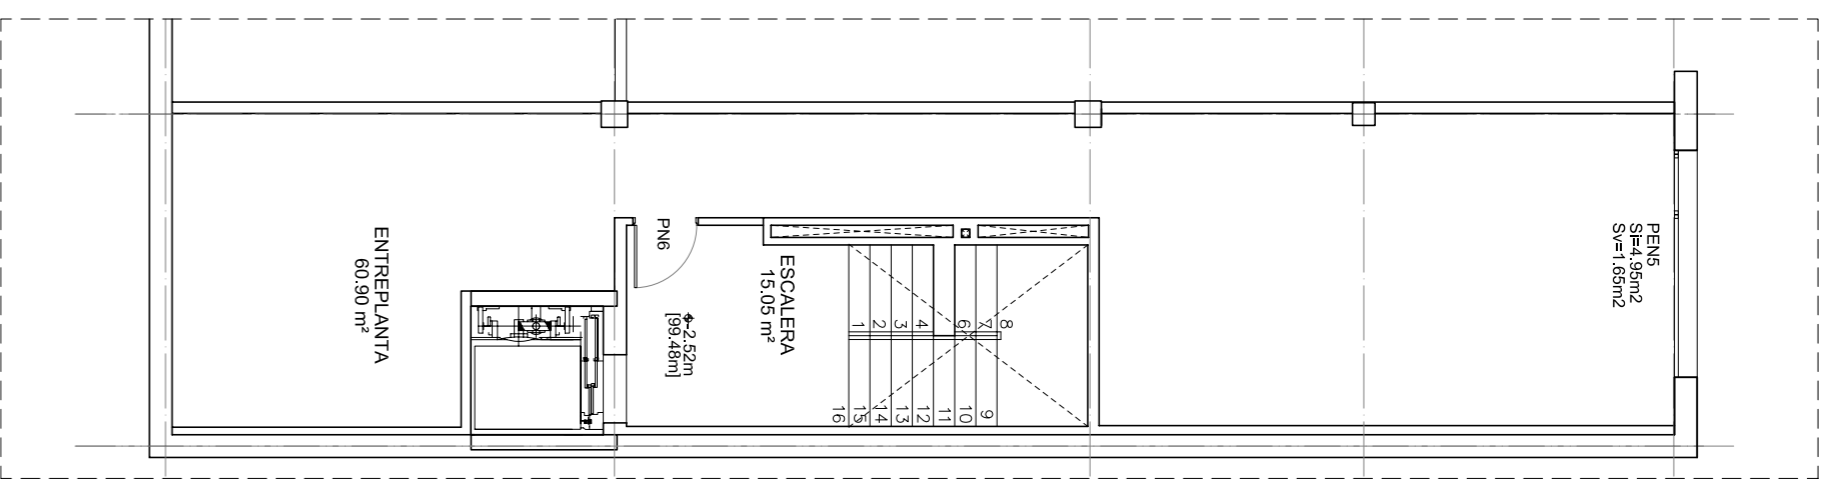 ENTREPLANTA
60.90 m²
PN6
-2.52m
[99.48m]
ESCALERA
15.05 m²
1
2
3
4
6
7
8
16
15
14
13
12
11
10
9
PEN5
Si=4.95m2
Sv=1.65m2